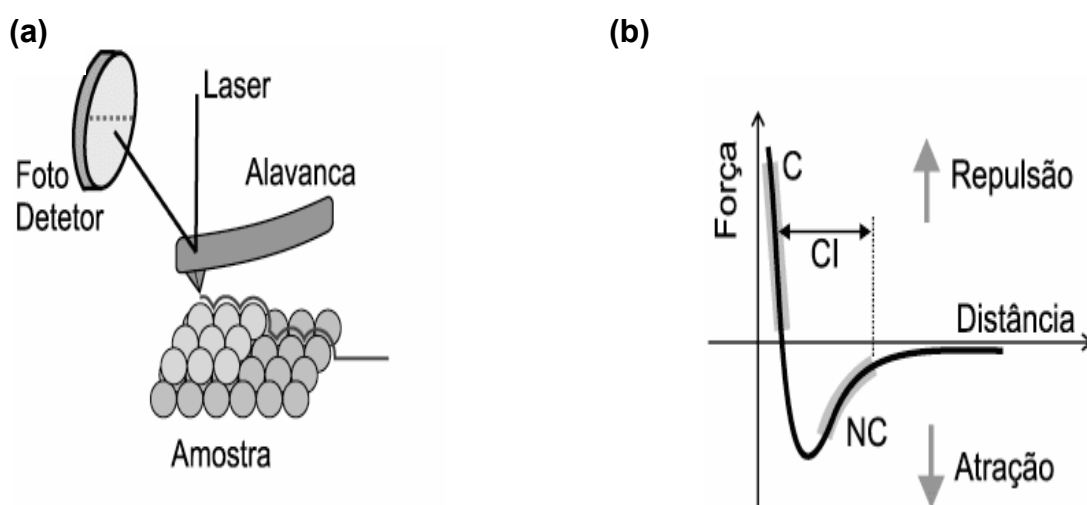 (a)
Laser
Foto
Detetor
Alavanca
Amostra
(b)
Força
C
CI
NC
Repulsão
Distância
Atração